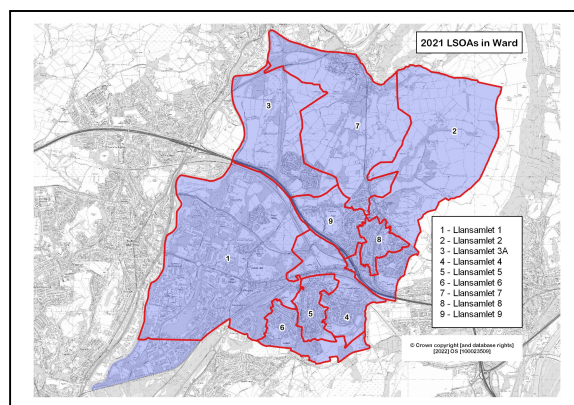 2021 LSOAs in Ward
3
7
2
9
8
1
5
4
6
1 - Llansamlet 1
2 - Llansamlet 2
3 - Llansamlet 3A
4 - Llansamlet 4
5 - Llansamlet 5
6 - Llansamlet 6
7 - Llansamlet 7
8 - Llansamlet 8
9 - Llansamlet 9
© Crown copyright [and database rights]
[2022] OS [100023509]